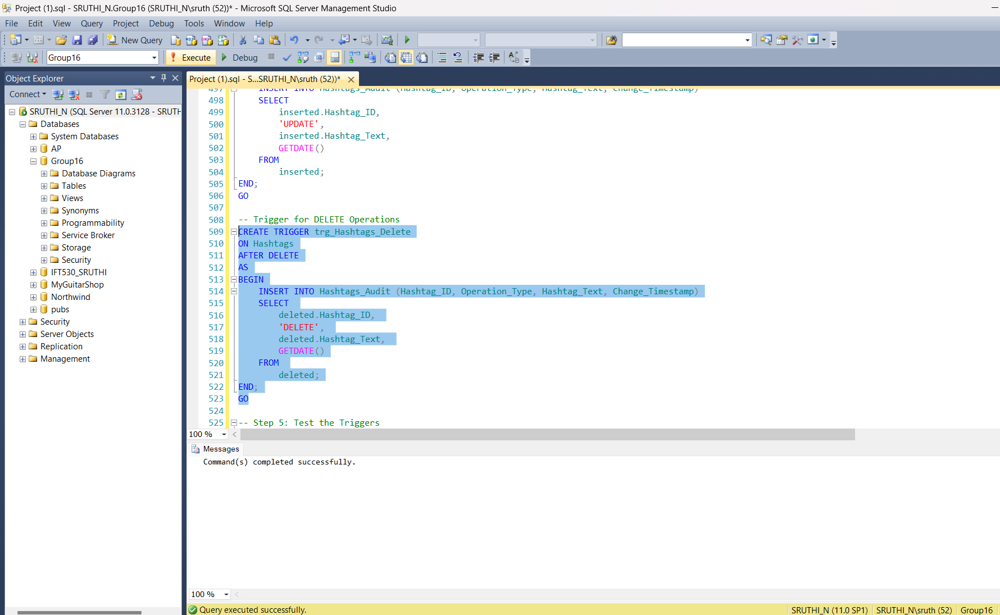 Project (1).sql - SRUTHI_N.Group16 (SRUTHI_N\sruth (52))* - Microsoft SQL Server Management Studio
File Edit View Query Project Debug Tools Window Help
New Query
Group16 Execute Debug
Object Explorer
Project (1).sql - S...SRUTHI_N\sruth (52))*
Connect
SRUTHI_N (SQL Server 11.0.3128 - SRUTH
Databases
System Databases
AP
Group16
Database Diagrams
Tables
Views
Synonyms
Programmability
Service Broker
Storage
Security
IFT530_SRUTHI
MyGuitarShop
Northwind
pubs
Security
Server Objects
Replication
Management
497 INSERT INTO Hashtags_Audit (Hashtag_ID, Operation_Type, Hashtag_Text, Change_Timestamp)
498 SELECT
499 inserted.Hashtag_ID,
500 'UPDATE',
501 inserted.Hashtag_Text,
502 GETDATE()
503 FROM
504 inserted;
505 END;
506 GO
507
508 -- Trigger for DELETE Operations
509 CREATE TRIGGER trg_Hashtags_Delete
510 ON Hashtags
511 AFTER DELETE
512 AS
513 BEGIN
514 INSERT INTO Hashtags_Audit (Hashtag_ID, Operation_Type, Hashtag_Text, Change_Timestamp)
515 SELECT
516 deleted.Hashtag_ID,
517 'DELETE',
518 deleted.Hashtag_Text,
519 GETDATE()
520 FROM
521 deleted;
522 END;
523 GO
524
525 -- Step 5: Test the Triggers
100 %
Messages
Command(s) completed successfully.
100 %
Query executed successfully. SRUTHI_N (11.0 SP1) SRUTHI_N\sruth (52) Group16